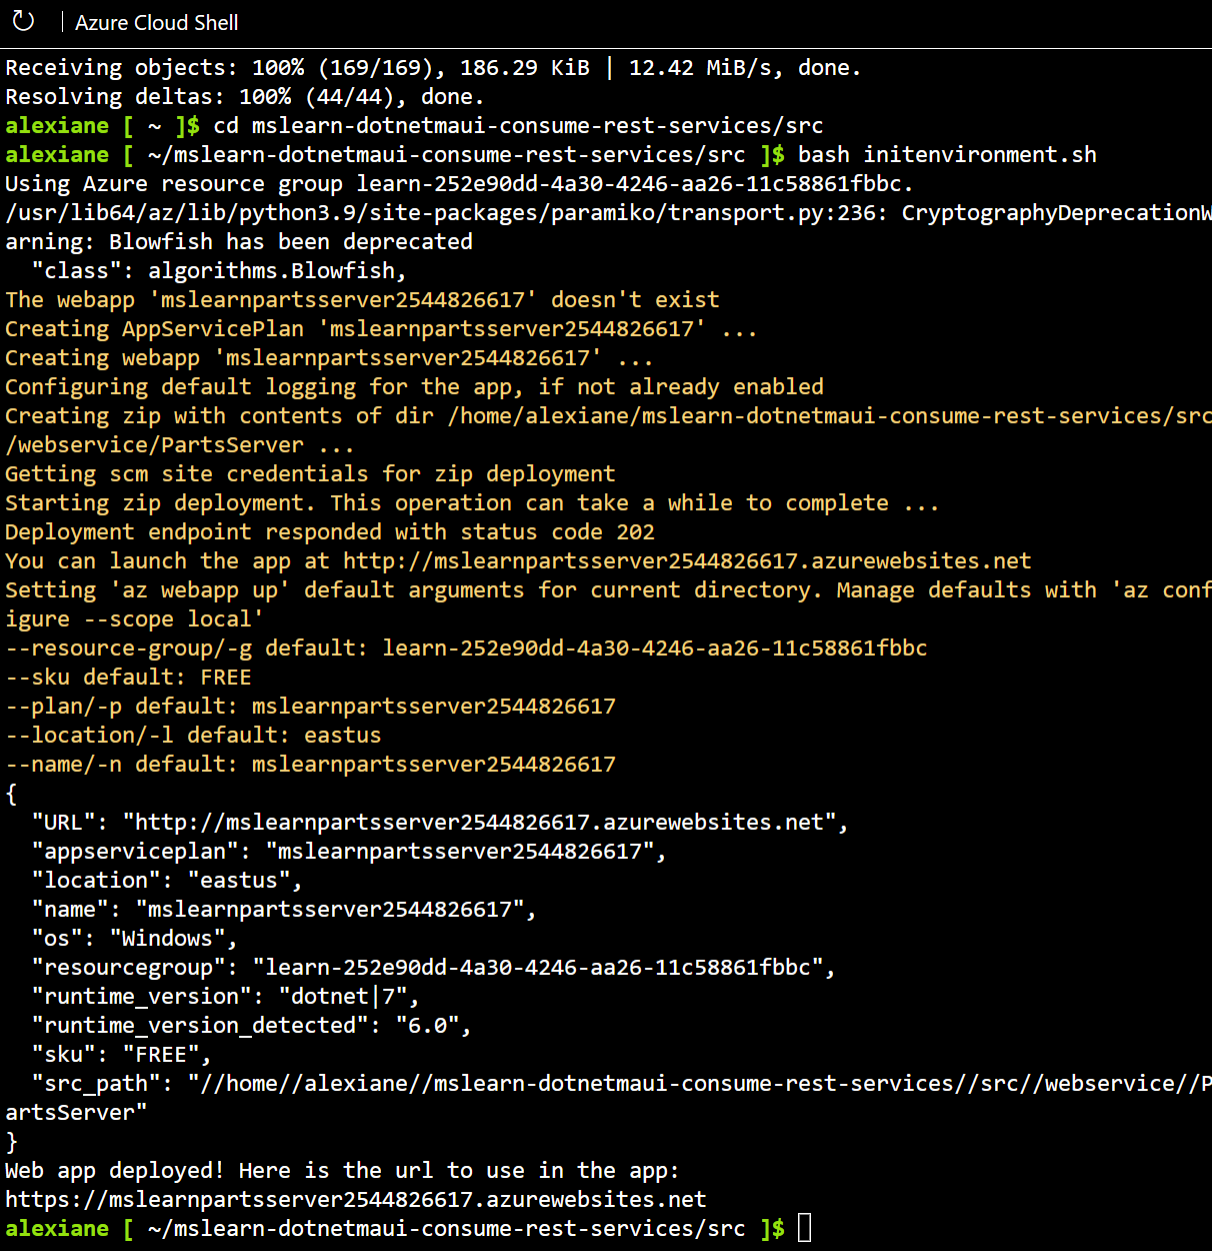 Azure Cloud Shell
Receiving objects: 100% (169/169), 186.29 KiB | 12.42 MiB/s, done.
Resolving deltas: 100% (44/44), done.
alexiane [ ~ ]$ cd mslearn-dotnetmaui-consume-rest-services/src
alexiane [ ~/mslearn-dotnetmaui-consume-rest-services/src ]$ bash initenvironment.sh
Using Azure resource group learn-252e90dd-4a30-4246-aa26-11c58861fbbc.
/usr/lib64/az/lib/python3.9/site-packages/paramiko/transport.py:236: CryptographyDeprecationW
arning: Blowfish has been deprecated
  "class": algorithms.Blowfish,
The webapp 'mslearnpartsserver2544826617' doesn't exist
Creating AppServicePlan 'mslearnpartsserver2544826617' ...
Creating webapp 'mslearnpartsserver2544826617' ...
Configuring default logging for the app, if not already enabled
Creating zip with contents of dir /home/alexiane/mslearn-dotnetmaui-consume-rest-services/src
/webservice/PartsServer ...
Getting scm site credentials for zip deployment
Starting zip deployment. This operation can take a while to complete ...
Deployment endpoint responded with status code 202
You can launch the app at http://mslearnpartsserver2544826617.azurewebsites.net
Setting 'az webapp up' default arguments for current directory. Manage defaults with 'az conf
igure --scope local'
--resource-group/-g default: learn-252e90dd-4a30-4246-aa26-11c58861fbbc
--sku default: FREE
--plan/-p default: mslearnpartsserver2544826617
--location/-l default: eastus
--name/-n default: mslearnpartsserver2544826617
{
  "URL": "http://mslearnpartsserver2544826617.azurewebsites.net",
  "appserviceplan": "mslearnpartsserver2544826617",
  "location": "eastus",
  "name": "mslearnpartsserver2544826617",
  "os": "Windows",
  "resourcegroup": "learn-252e90dd-4a30-4246-aa26-11c58861fbbc",
  "runtime_version": "dotnet|7",
  "runtime_version_detected": "6.0",
  "sku": "FREE",
  "src_path": "//home//alexiane//mslearn-dotnetmaui-consume-rest-services//src//webservice//P
artsServer"
}
Web app deployed! Here is the url to use in the app:
https://mslearnpartsserver2544826617.azurewebsites.net
alexiane [ ~/mslearn-dotnetmaui-consume-rest-services/src ]$